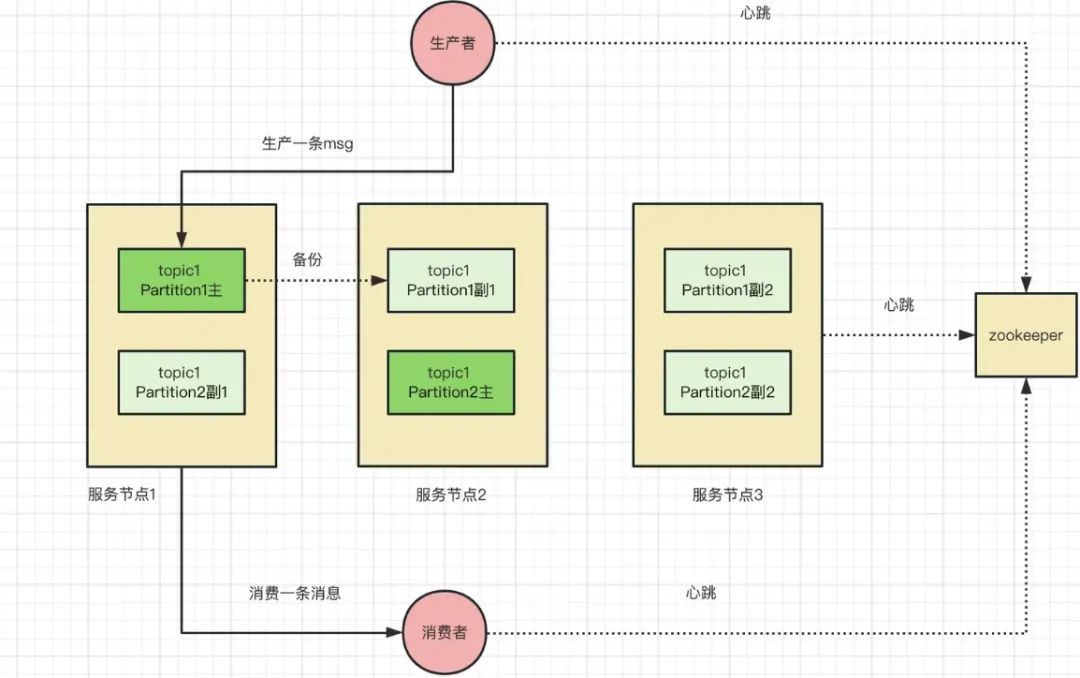 心跳
生产者
生产一条msg
备份
topic1
Partition1主
topic1
Partition1副1
topic1
Partition1副2
心跳
zookeeper
topic1
Partition2副1
topic1
Partition2主
topic1
Partition2副2
服务节点1
服务节点2
服务节点3
消费一条消息
心跳
消费者